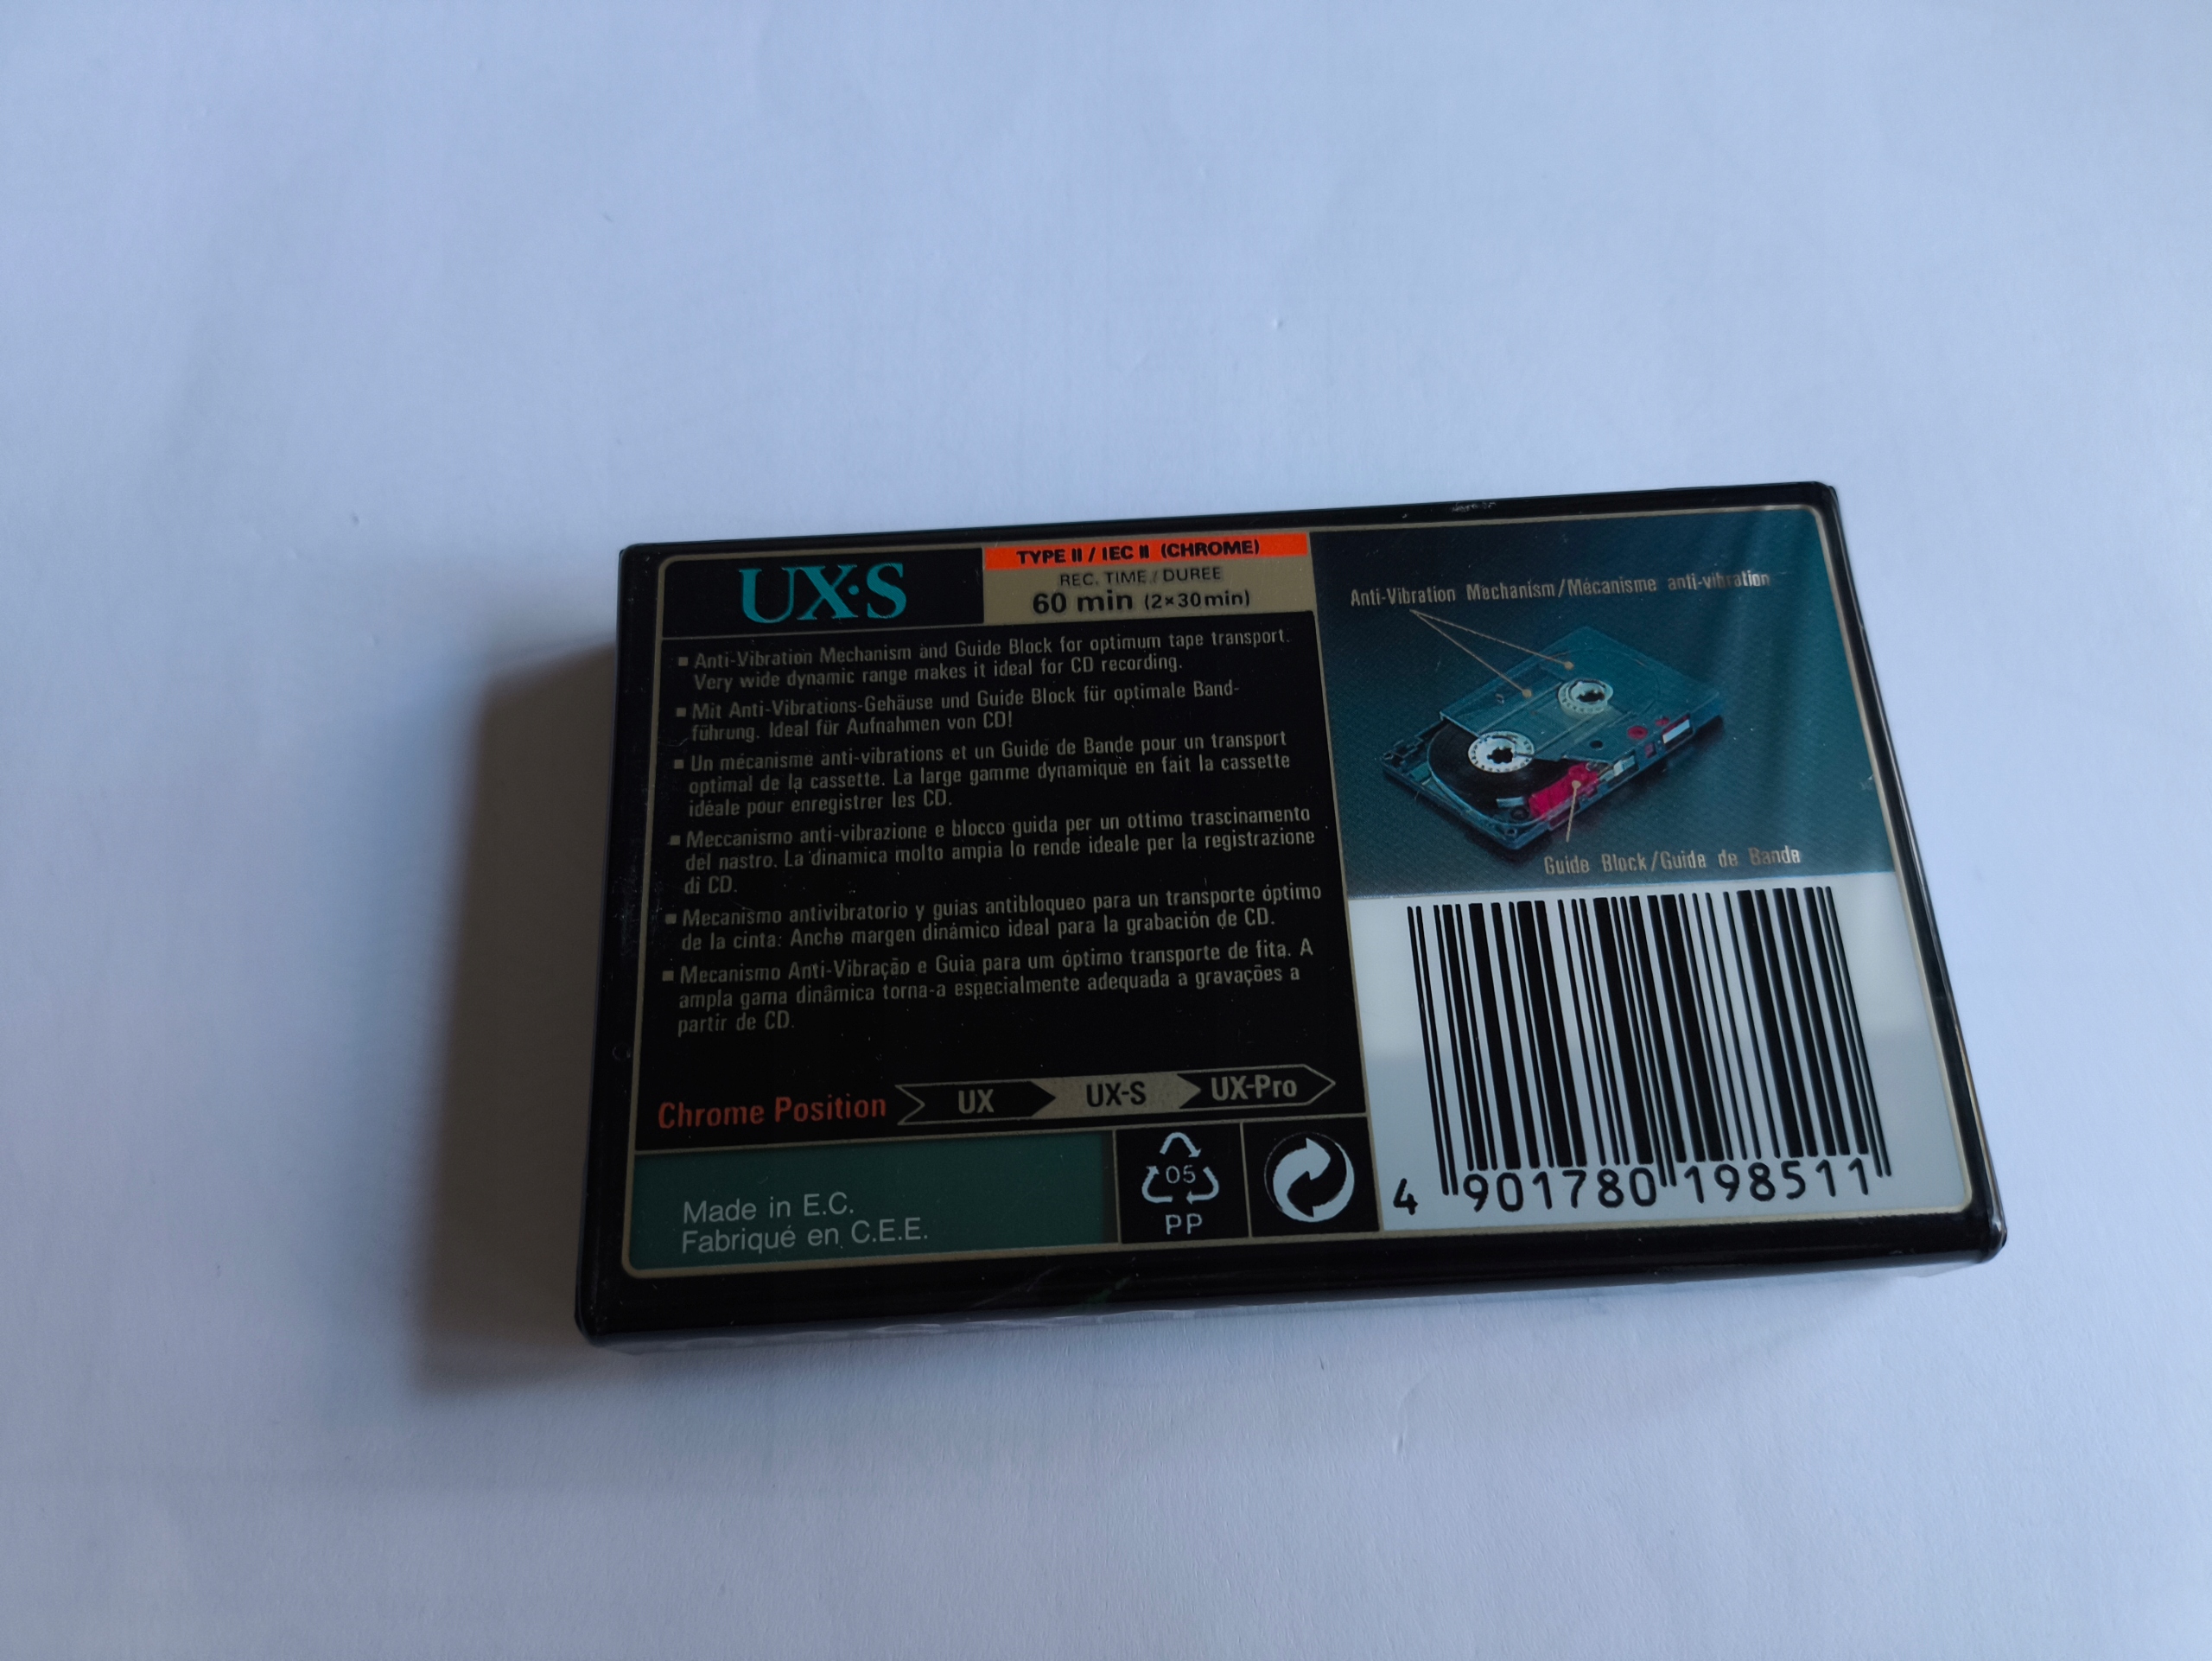 UX·S
TYPE II / IEC II (CHROME)
REC. TIME / DUREE
60 min (2×30min)
▪ Anti-Vibration Mechanism and Guide Block for optimum tape transport.
Very wide dynamic range makes it ideal for CD recording.
▪ Mit Anti-Vibrations-Gehäuse und Guide Block für optimale Band-
führung. Ideal für Aufnahmen von CD!
▪ Un mécanisme anti-vibrations et un Guide de Bande pour un transport
optimal de la cassette. La large gamme dynamique en fait la cassette
idéale pour enregistrer les CD.
▪ Meccanismo anti-vibrazione e blocco guida per un ottimo trascinamento
del nastro. La dinamica molto ampia lo rende ideale per la registrazione
di CD.
▪ Mecanismo antivibratorio y guias antibloqueo para un transporte óptimo
de la cinta: Ancho margen dinámico ideal para la grabación de CD.
▪ Mecanismo Anti-Vibração e Guia para um óptimo transporte de fita. A
ampla gama dinâmica torna-a especialmente adequada a gravações a
partir de CD.
Chrome Position UX UX-S UX-Pro
Made in E.C.
Fabriqué en C.E.E.
05
PP
Anti-Vibration Mechanism/Mécanisme anti-vibration
Guide Block/Guide de Bande
4 901780 198511